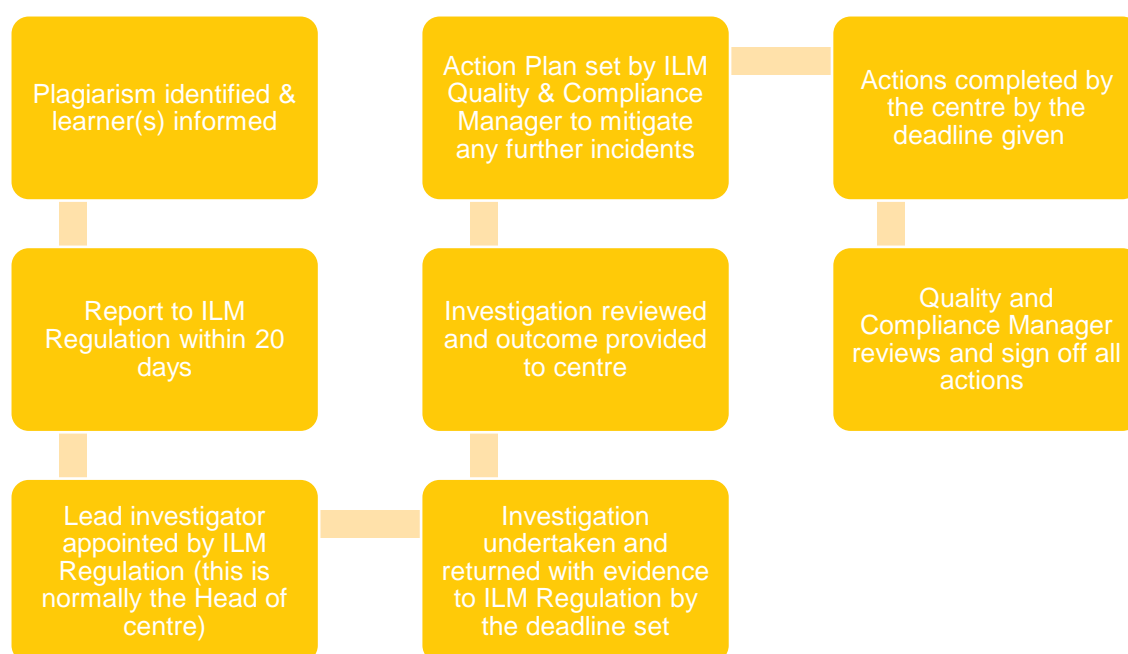 Plagiarism identified &
learner(s) informed
Report to ILM
Regulation within 20
days
Lead investigator
appointed by ILM
Regulation (this is
normally the Head of
centre)
Investigation
undertaken and
returned with evidence
to ILM Regulation by
the deadline set
Investigation reviewed
and outcome provided
to centre
Action Plan set by ILM
Quality & Compliance
Manager to mitigate
any further incidents
Actions completed by
the centre by the
deadline given
Quality and
Compliance Manager
reviews and sign off all
actions